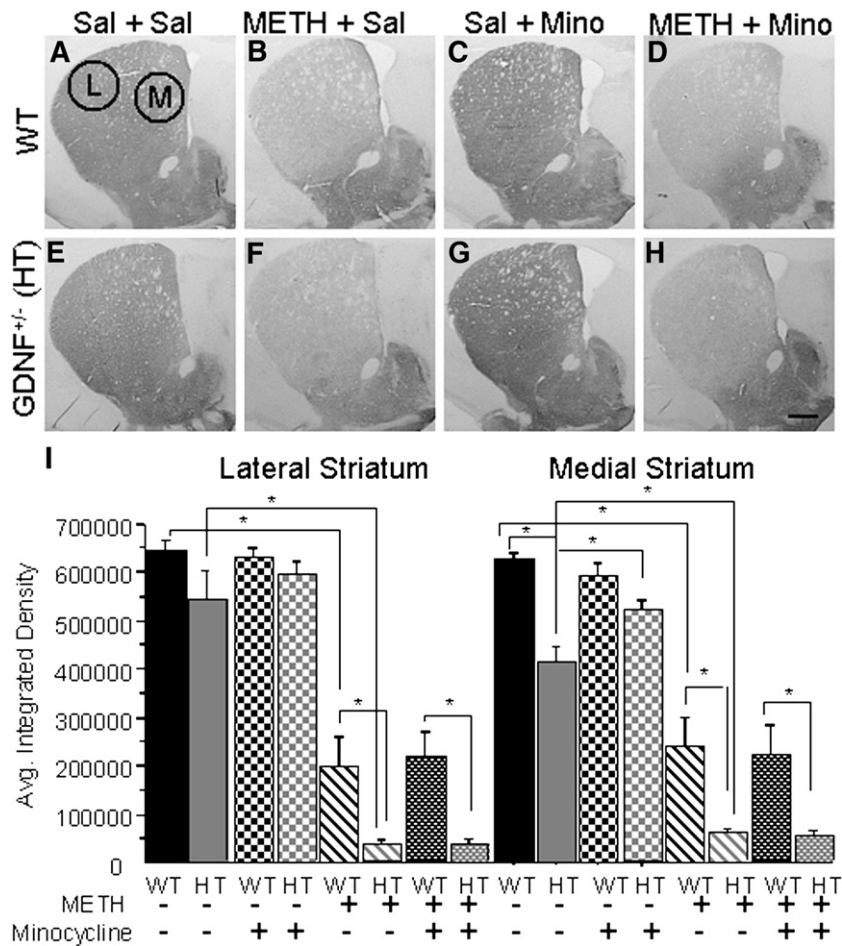 Sal + Sal METH + Sal Sal + Mino METH + Mino
A B C D
L M
WT
E F G H
GDNF+/- (HT)
I
Lateral Striatum Medial Striatum
* *
* * *
* *
700000
600000
500000
400000
300000
200000
100000
0
Avg. Integrated Density
* * * *
WT HT WT HT WT HT WT HT WT HT WT HT WT HT WT HT
METH - - - - + + + + - - - - + + + +
Minocycline - - + + - - + + - - + + - - + +